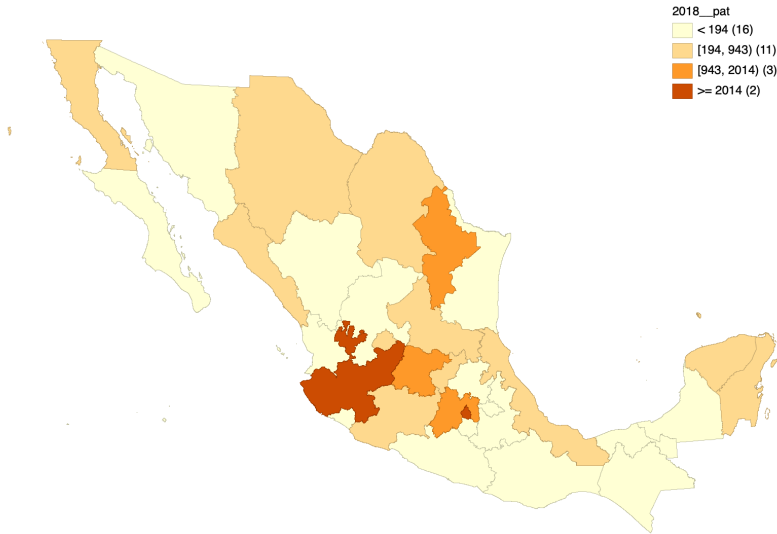 2018__pat
< 194 (16)
[194, 943) (11)
[943, 2014) (3)
>= 2014 (2)